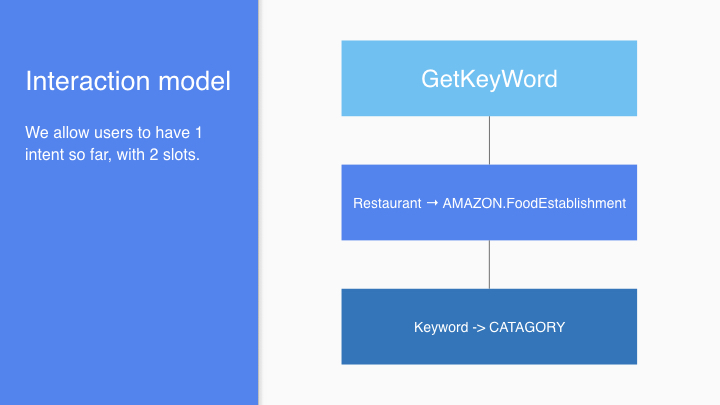 Interaction model
We allow users to have 1
intent so far, with 2 slots.
GetKeyWord
Restaurant → AMAZON.FoodEstablishment
Keyword -> CATAGORY